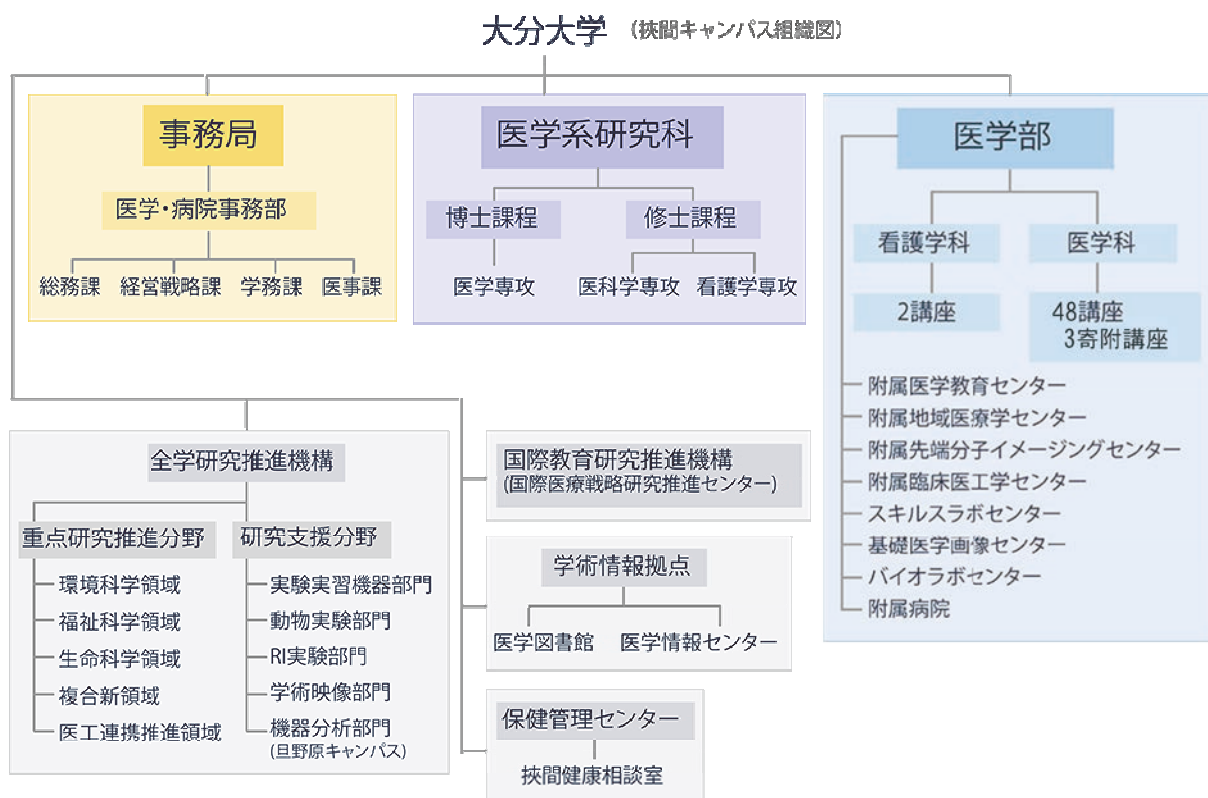 大分大学 （挾間キャンパス組織図）
事務局
医学・病院事務部
総務課 経営戦略課 学務課 医事課
医学系研究科
博士課程 修士課程
医学専攻 医科学専攻 看護学専攻
医学部
看護学科 医学科
2講座 48講座
3寄附講座
附属医学教育センター
附属地域医療学センター
附属先端分子イメージングセンター
附属臨床医工学センター
スキルスラボセンター
基礎医学画像センター
バイオラボセンター
附属病院
全学研究推進機構
重点研究推進分野
環境科学領域
福祉科学領域
生命科学領域
複合新領域
医工連携推進領域
研究支援分野
実験実習機器部門
動物実験部門
RI実験部門
学術映像部門
機器分析部門
(旦野原キャンパス)
国際教育研究推進機構
(国際医療戦略研究推進センター)
学術情報拠点
医学図書館 医学情報センター
保健管理センター
挾間健康相談室